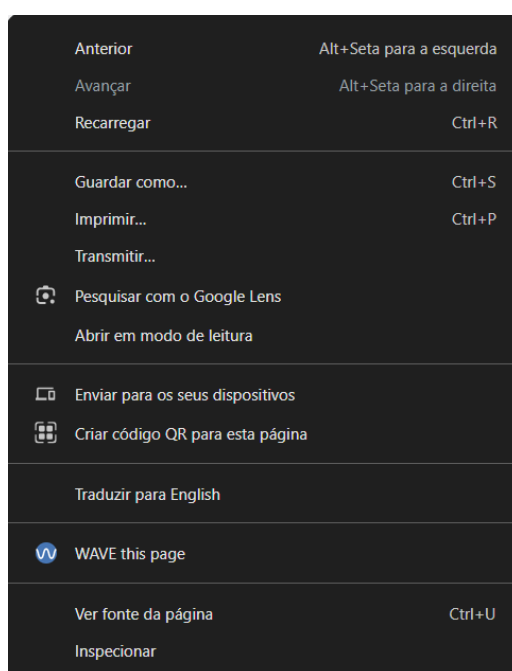 Anterior Alt+Seta para a esquerda
Avançar Alt+Seta para a direita
Recarregar Ctrl+R
Guardar como... Ctrl+S
Imprimir... Ctrl+P
Transmitir...
Pesquisar com o Google Lens
Abrir em modo de leitura
Enviar para os seus dispositivos
Criar código QR para esta página
Traduzir para English
WAVE this page
Ver fonte da página Ctrl+U
Inspecionar